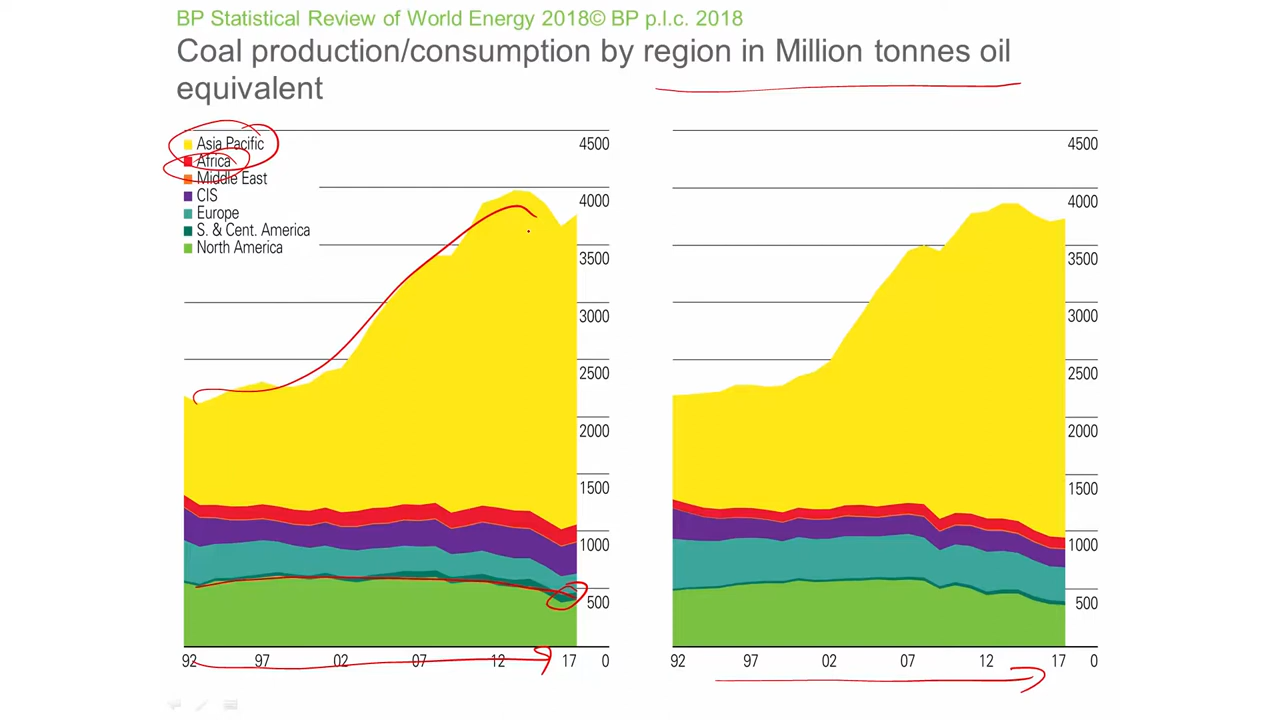 BP Statistical Review of World Energy 2018© BP p.l.c. 2018
Coal production/consumption by region in Million tonnes oil
equivalent
Asia Pacific
Africa
Middle East
CIS
Europe
S. & Cent. America
North America
4500
4000
3500
3000
2500
2000
1500
1000
500
0
92 97 02 07 12 17
4500
4000
3500
3000
2500
2000
1500
1000
500
0
92 97 02 07 12 17